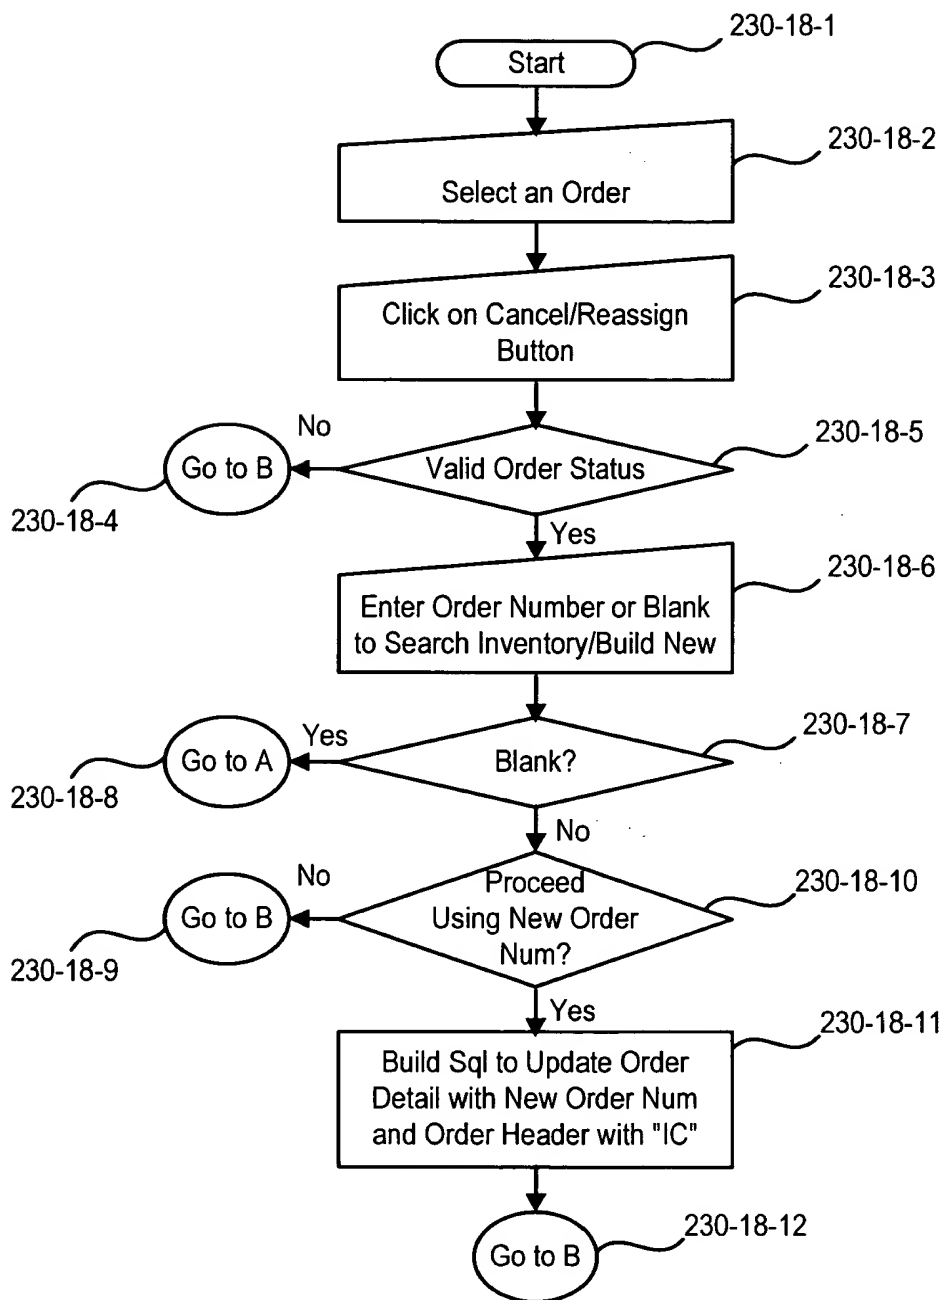 230-18-1
Start
230-18-2
Select an Order
230-18-3
Click on Cancel/Reassign
Button
No
230-18-5
Go to B
Valid Order Status
230-18-4
Yes
230-18-6
Enter Order Number or Blank
to Search Inventory/Build New
230-18-7
Yes
Go to A
Blank?
230-18-8
No
No
230-18-10
Proceed
Go to B
Using New Order
Num?
230-18-9
Yes
230-18-11
Build Sql to Update Order
Detail with New Order Num
and Order Header with "IC"
230-18-12
Go to B